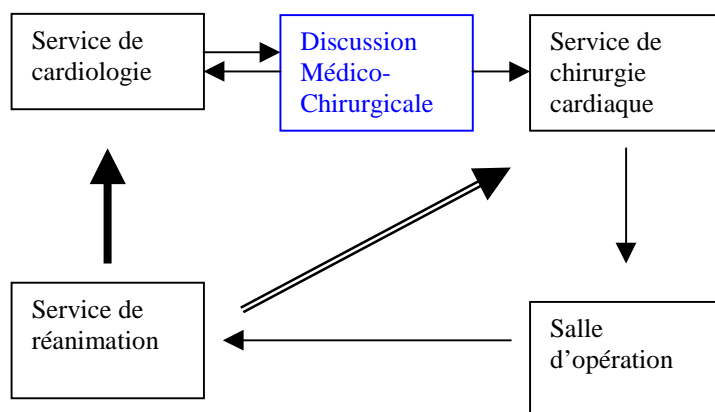 Service de
cardiologie
Discussion
Médico-
Chirurgicale
Service de
chirurgie
cardiaque
Service de
réanimation
Salle
d’opération